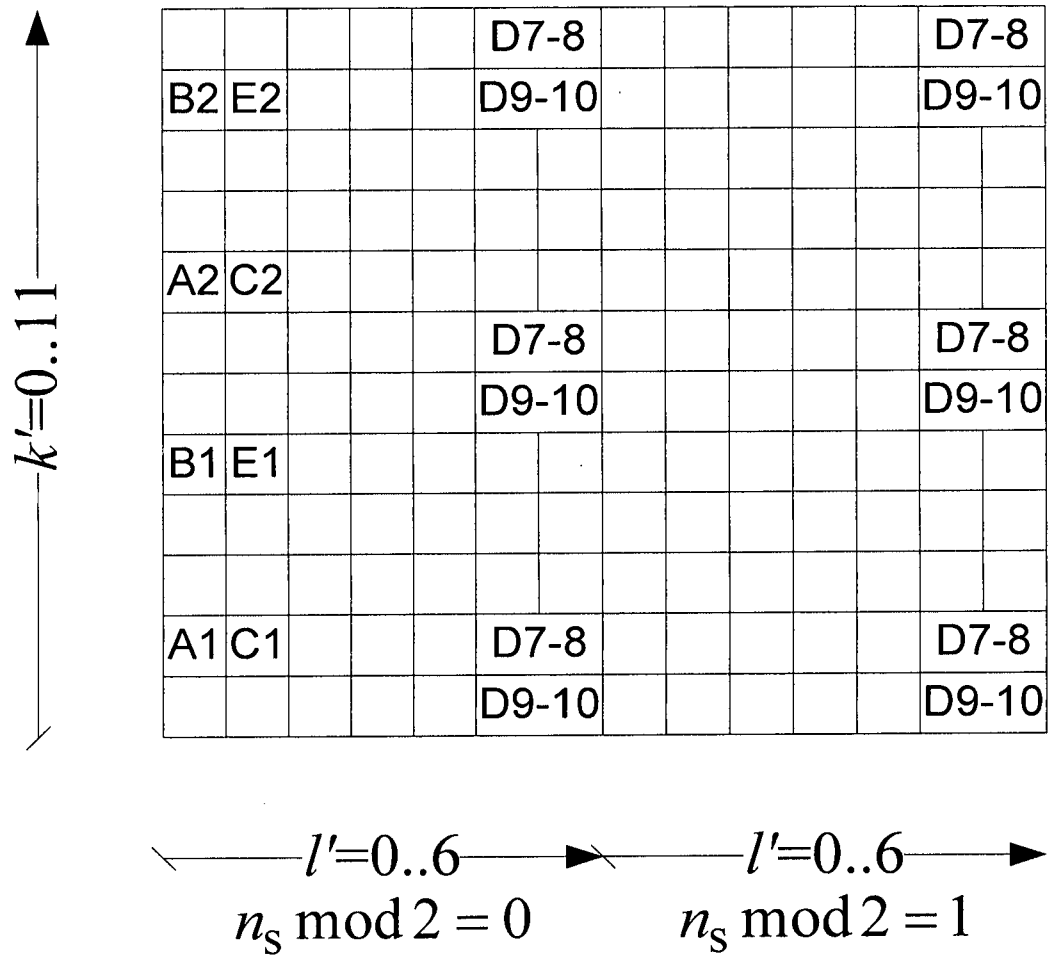 D7-8 D7-8
B2 E2 D9-10 D9-10
A2 C2
D7-8 D7-8
D9-10 D9-10
B1 E1
A1 C1 D7-8 D7-8
D9-10 D9-10
k'=0..11
l'=0..6 l'=0..6
nS mod 2 = 0 nS mod 2 = 1